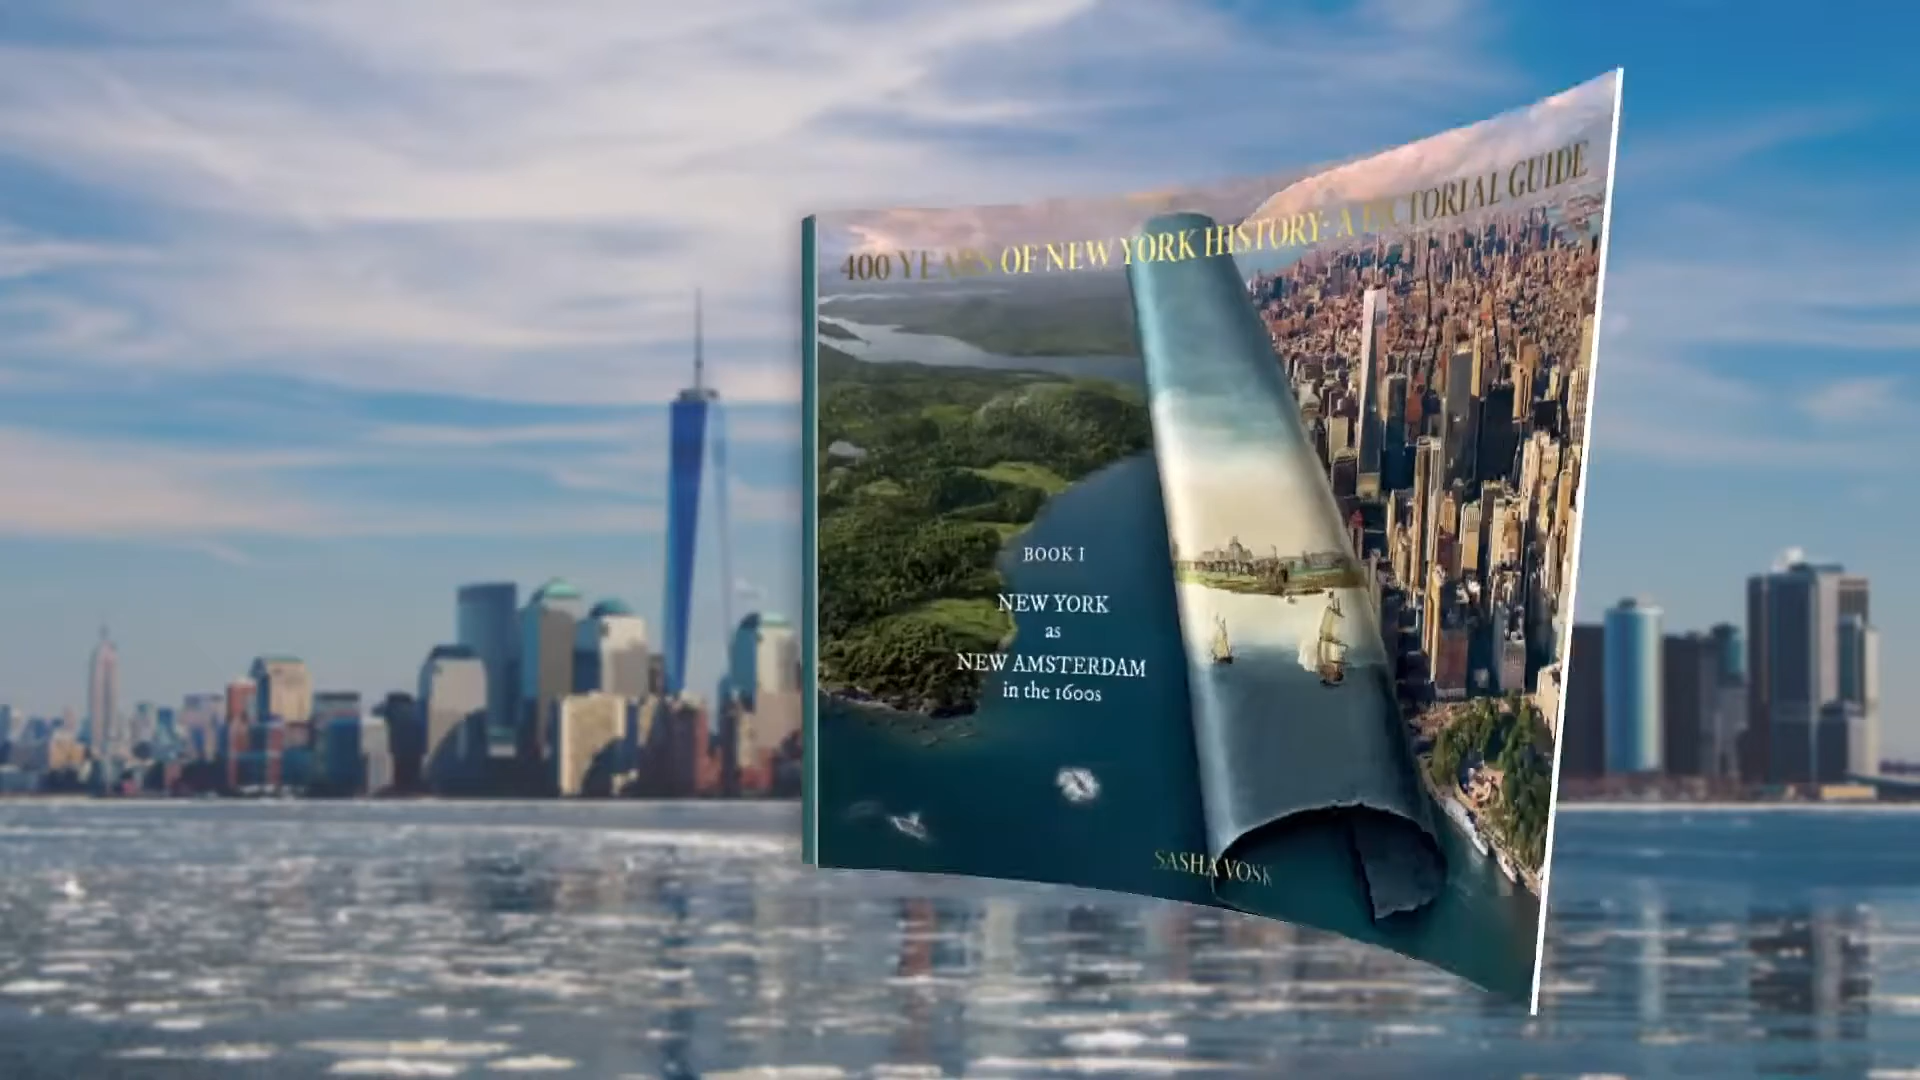 400 YEARS OF NEW YORK HISTORY: A PICTORIAL GUIDE
BOOK I
NEW YORK
as
NEW AMSTERDAM
in the 1600s
SASHA VOSK